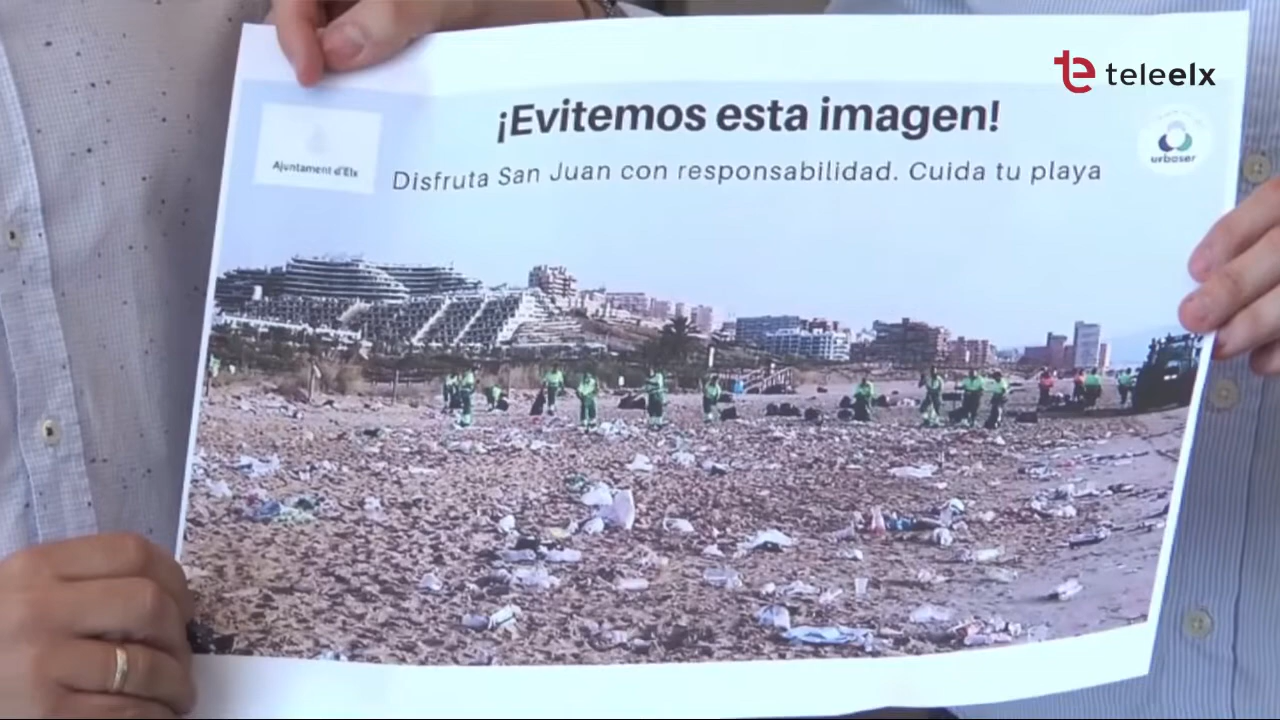 teleelx
¡Evitemos esta imagen!
Ajuntament d'Elx
urbaser
Disfruta San Juan con responsabilidad. Cuida tu playa